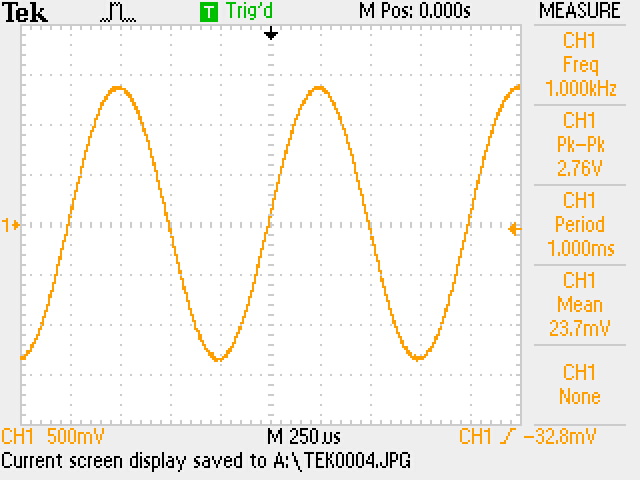 Tek T Trig'd M Pos: 0.000s MEASURE
CH1
Freq
1.000kHz
CH1
Pk-Pk
2.76V
1
CH1
Period
1.000ms
CH1
Mean
23.7mV
CH1
None
CH1 500mV M 250µs CH1 -32.8mV
Current screen display saved to A:\TEK0004.JPG